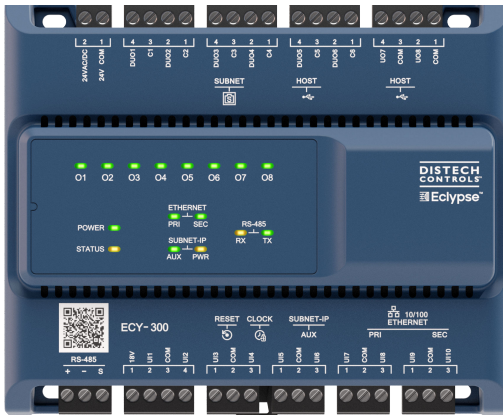 2 1 4 3 2 1 4 3 2 1 4 3 2 1 4 3 2 1
24VAC/DC 24V COM DUO1 C1 DUO2 C2 DUO3 C3 DUO4 C4 DUO5 C5 DUO6 C6 UO7 COM UO8 COM
SUBNET HOST HOST
S
O1 O2 O3 O4 O5 O6 O7 O8
DISTECH
CONTROLS™
Eclypse™
ETHERNET
PRI SEC
POWER
RS-485
RX TX
SUBNET-IP
STATUS
AUX PWR
ECY-300
RESET CLOCK SUBNET-IP
AUX
10/100
ETHERNET
PRI SEC
RS-485
18V UI1 COM UI2 UI3 COM UI4 UI5 COM UI6 UI7 COM UI8 UI9 COM UI10
+ - S 1 2 3 4 1 2 3 1 2 3 1 2 3 1 2 3